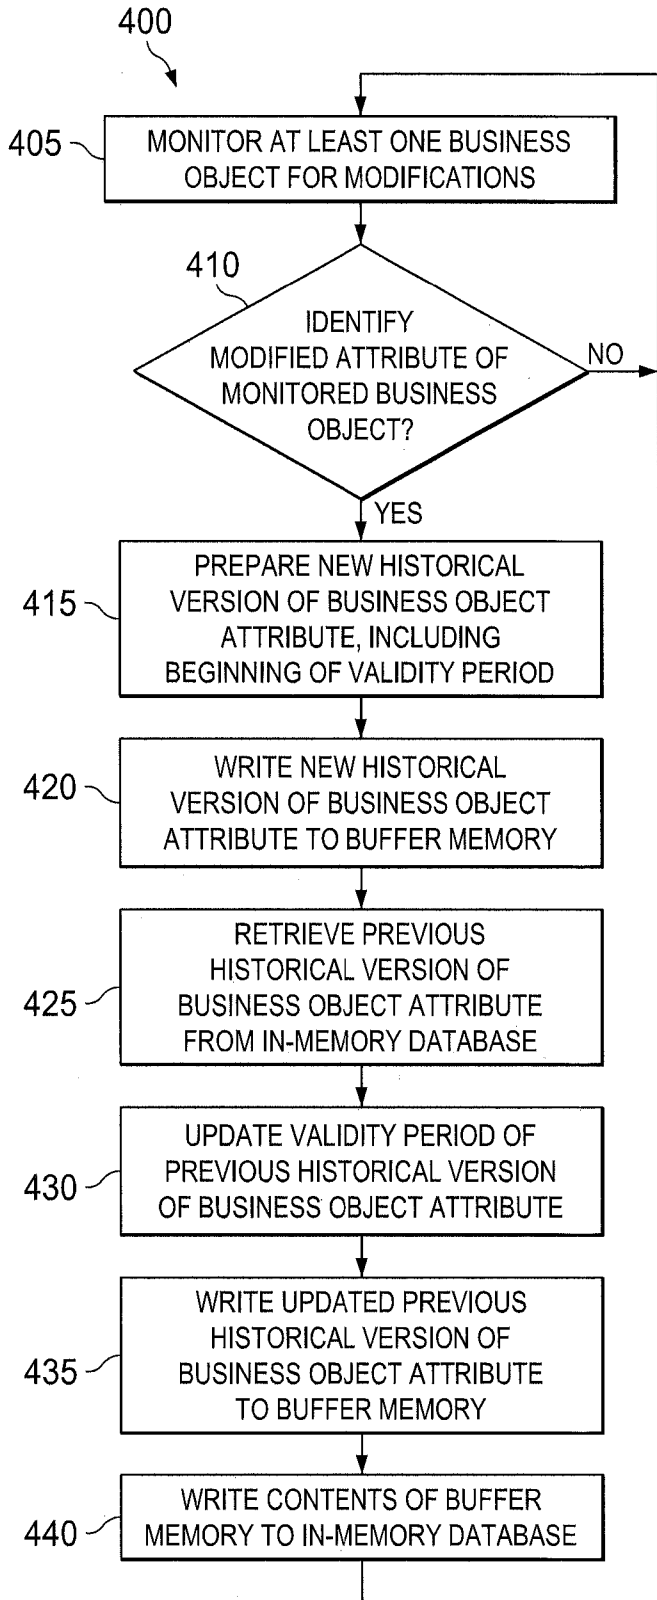 400
405
MONITOR AT LEAST ONE BUSINESS
OBJECT FOR MODIFICATIONS
410
IDENTIFY
MODIFIED ATTRIBUTE OF
MONITORED BUSINESS
OBJECT?
NO
YES
415
PREPARE NEW HISTORICAL
VERSION OF BUSINESS OBJECT
ATTRIBUTE, INCLUDING
BEGINNING OF VALIDITY PERIOD
420
WRITE NEW HISTORICAL
VERSION OF BUSINESS OBJECT
ATTRIBUTE TO BUFFER MEMORY
425
RETRIEVE PREVIOUS
HISTORICAL VERSION OF
BUSINESS OBJECT ATTRIBUTE
FROM IN-MEMORY DATABASE
430
UPDATE VALIDITY PERIOD OF
PREVIOUS HISTORICAL VERSION
OF BUSINESS OBJECT ATTRIBUTE
435
WRITE UPDATED PREVIOUS
HISTORICAL VERSION OF
BUSINESS OBJECT ATTRIBUTE
TO BUFFER MEMORY
440
WRITE CONTENTS OF BUFFER
MEMORY TO IN-MEMORY DATABASE